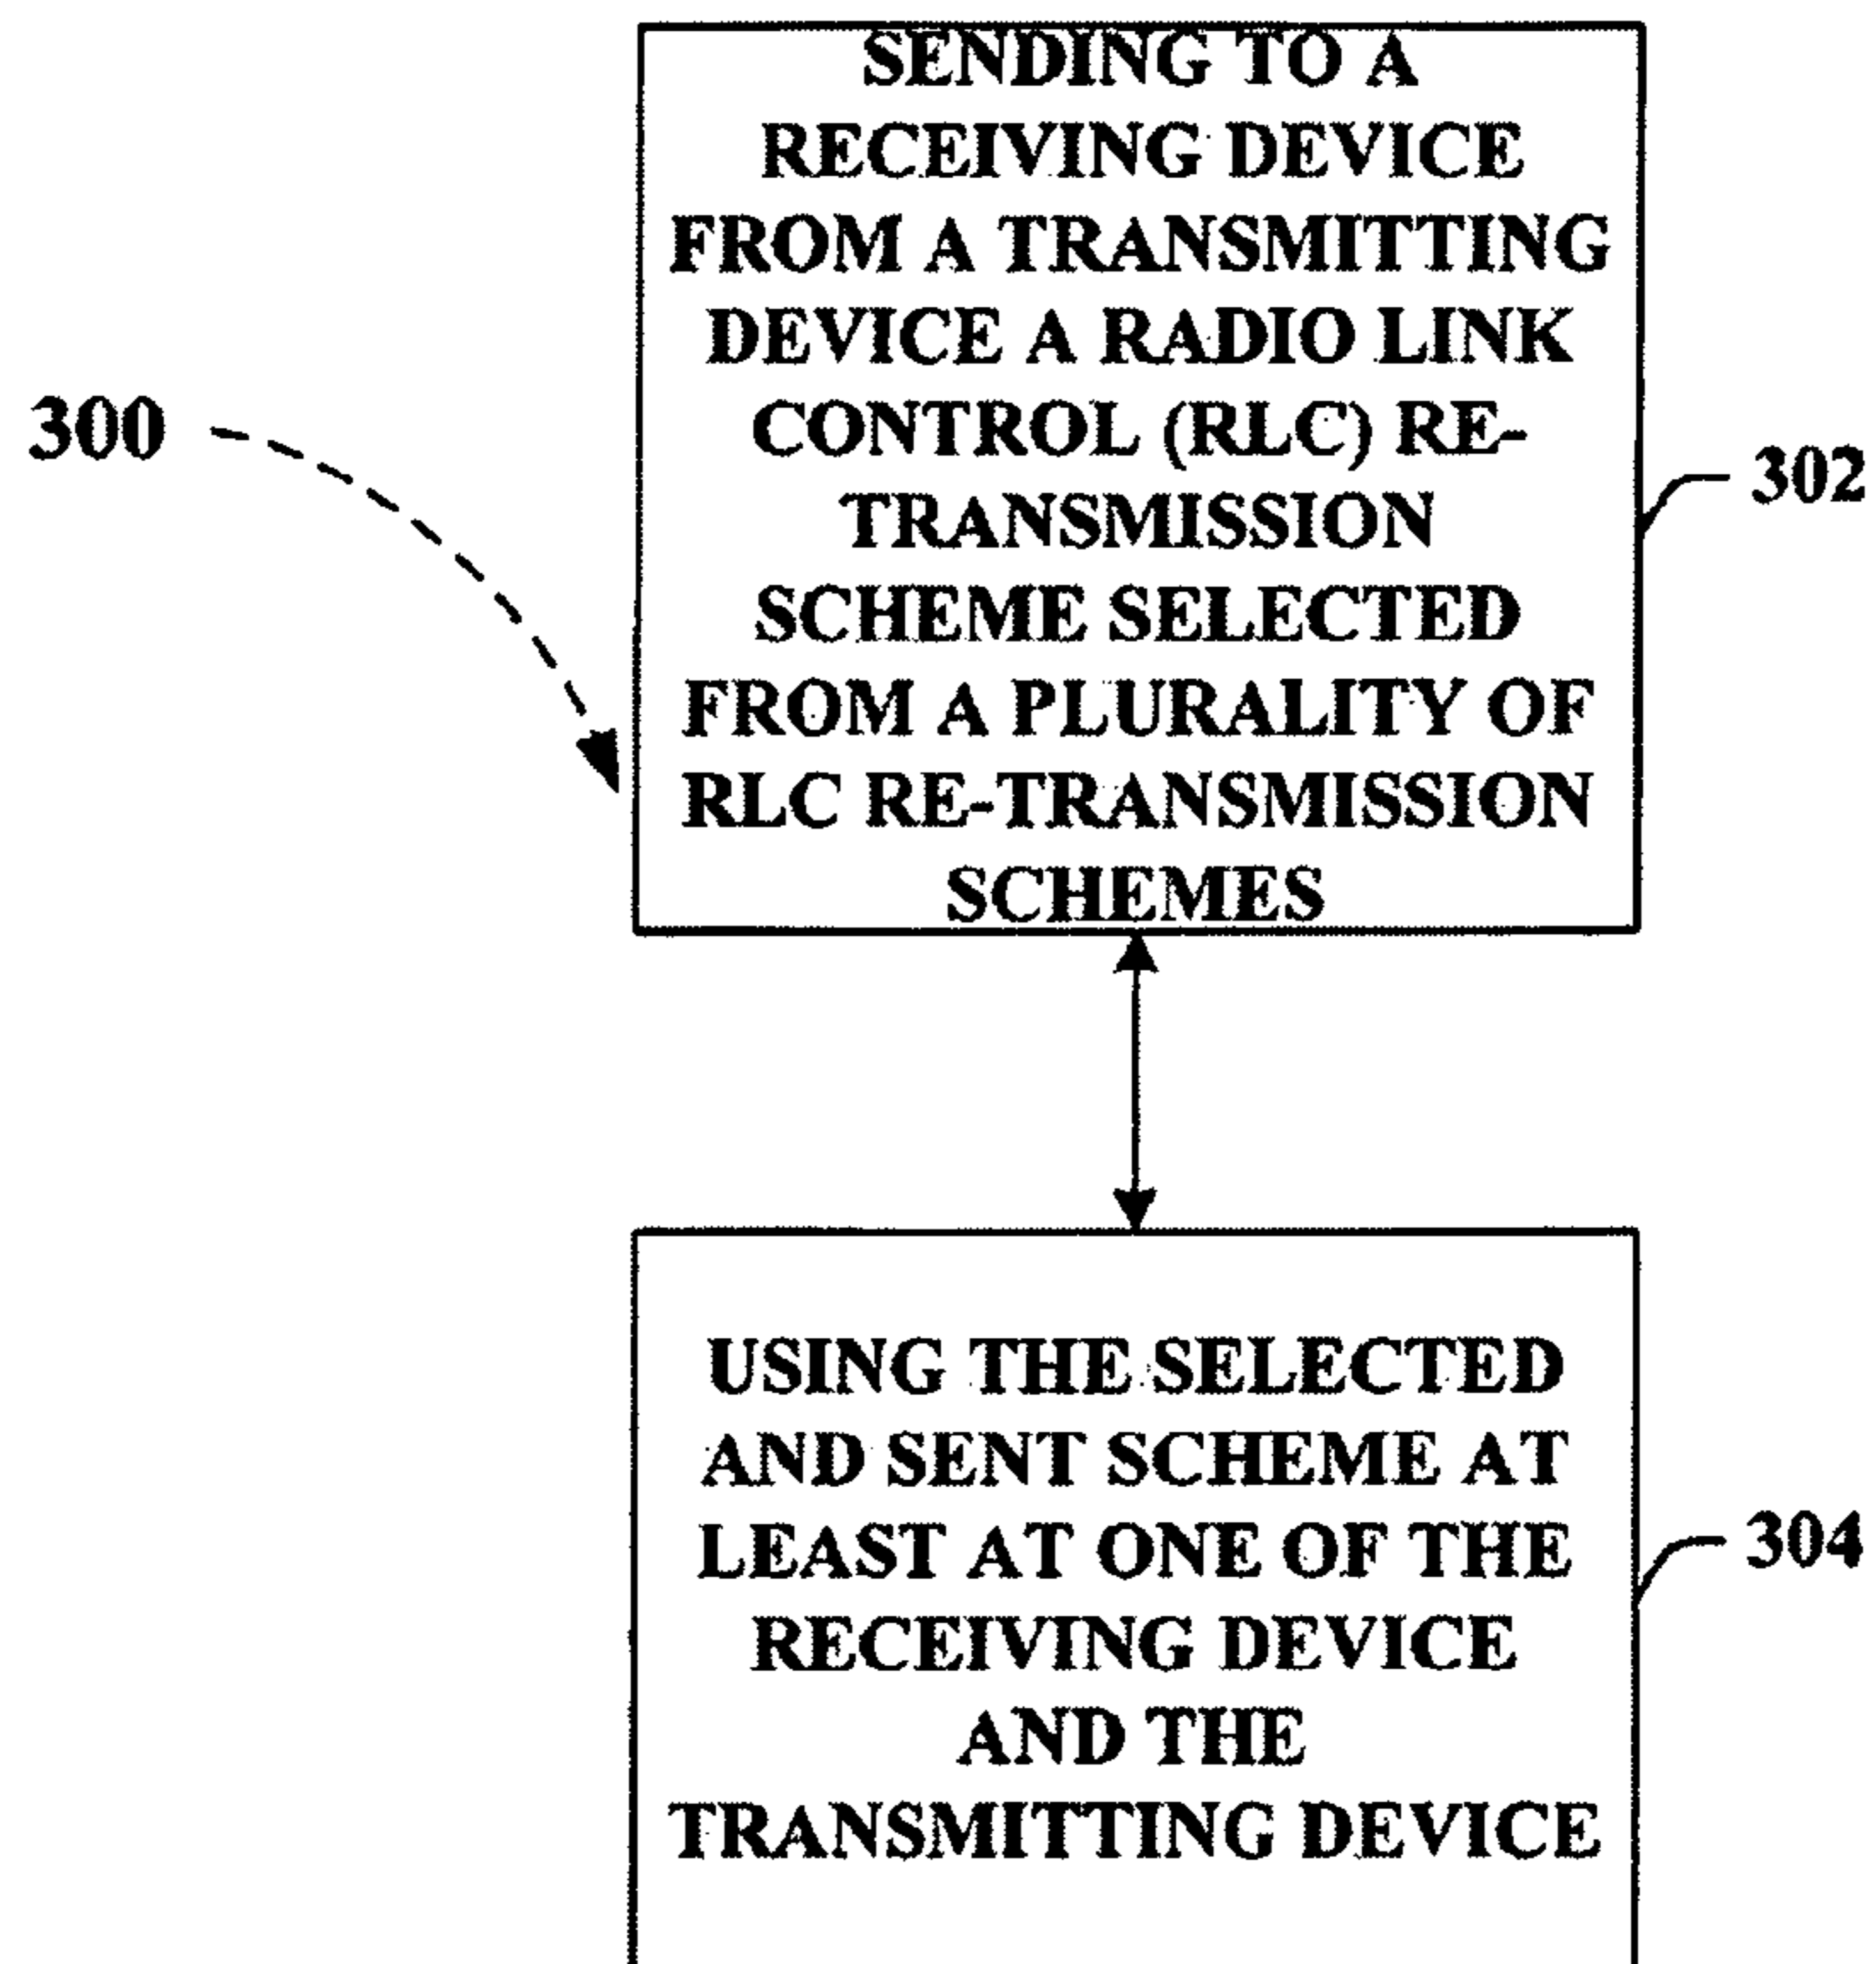 SENDING TO A
RECEIVING DEVICE
FROM A TRANSMITTING
DEVICE A RADIO LINK
CONTROL (RLC) RE-
TRANSMISSION
SCHEME SELECTED
FROM A PLURALITY OF
RLC RE-TRANSMISSION
SCHEMES
300
302
USING THE SELECTED
AND SENT SCHEME AT
LEAST AT ONE OF THE
RECEIVING DEVICE
AND THE
TRANSMITTING DEVICE
304